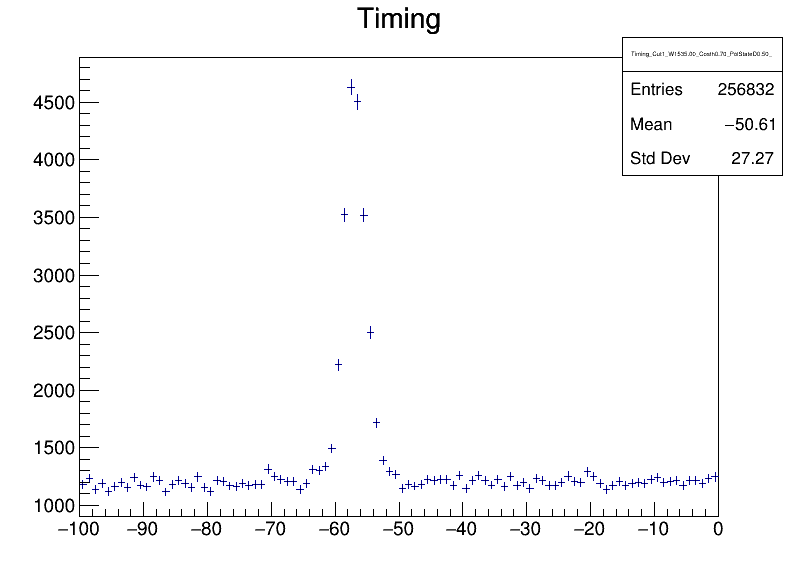 Timing
Timing_Cut1_W1535.00_Costh0.70_PolStateD0.50_
Entries 256832
Mean −50.61
Std Dev 27.27
4500
4000
3500
3000
2500
2000
1500
1000
−100 −90 −80 −70 −60 −50 −40 −30 −20 −10 0